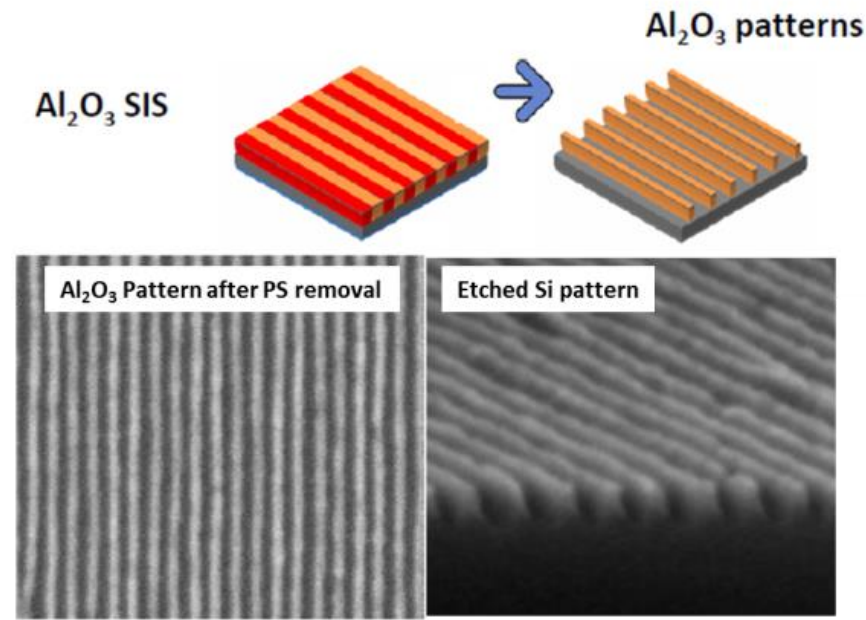 Al₂O₃ patterns
Al₂O₃ SIS
Al₂O₃ Pattern after PS removal
Etched Si pattern